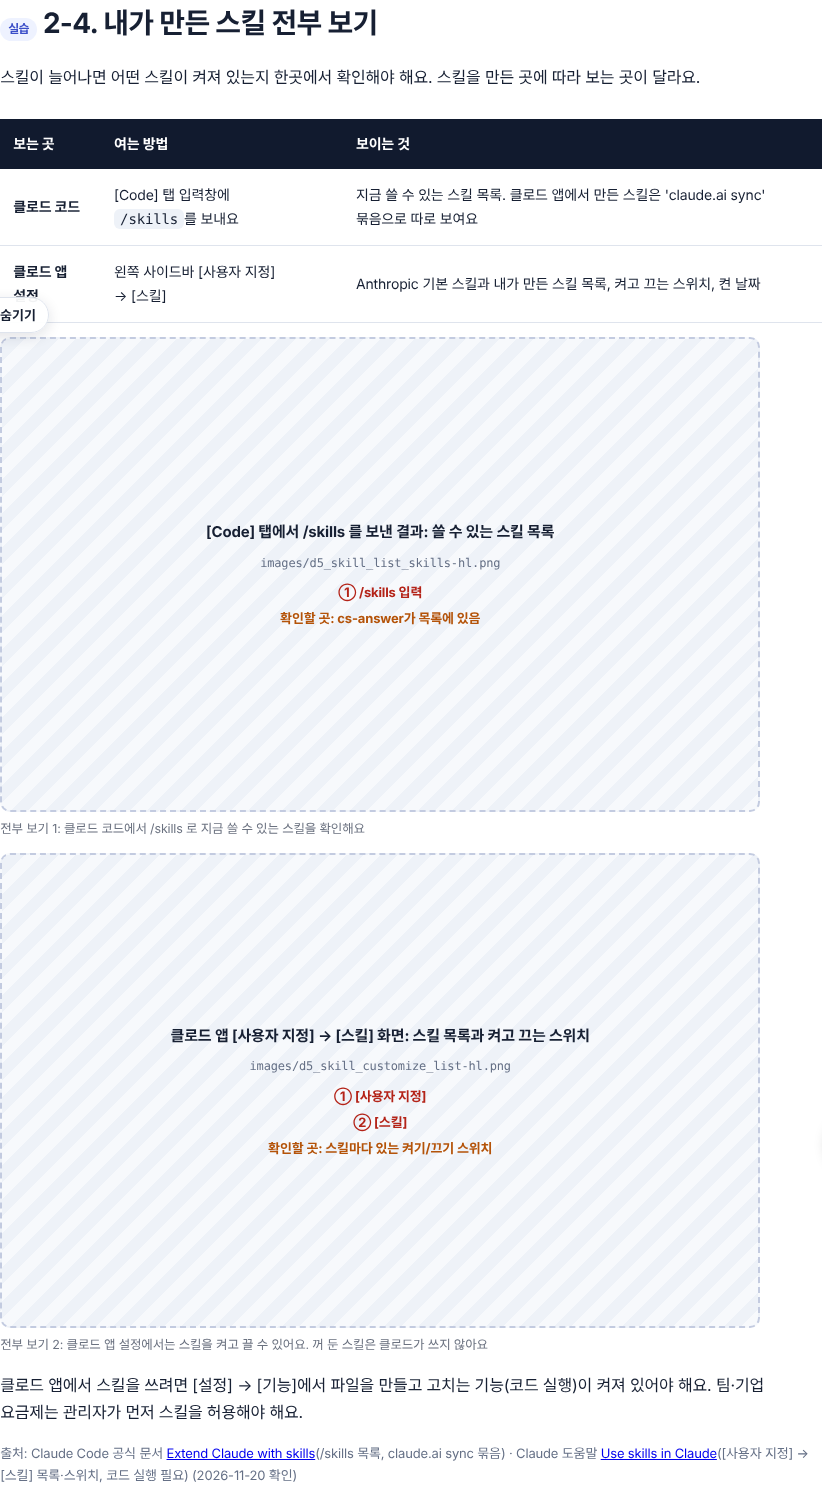 실습 2-4. 내가 만든 스킬 전부 보기
스킬이 늘어나면 어떤 스킬이 켜져 있는지 한곳에서 확인해야 해요. 스킬을 만든 곳에 따라 보는 곳이 달라요.
보는 곳 여는 방법 보이는 것
클로드 코드
[Code] 탭 입력창에
/skills 를 보내요
지금 쓸 수 있는 스킬 목록. 클로드 앱에서 만든 스킬은 'claude.ai sync'
묶음으로 따로 보여요
클로드 앱
설정
왼쪽 사이드바 [사용자 지정]
→ [스킬]
Anthropic 기본 스킬과 내가 만든 스킬 목록, 켜고 끄는 스위치, 켠 날짜
숨기기
[Code] 탭에서 /skills 를 보낸 결과: 쓸 수 있는 스킬 목록
images/d5_skill_list_skills-hl.png
① /skills 입력
확인할 곳: cs-answer가 목록에 있음
전부 보기 1: 클로드 코드에서 /skills 로 지금 쓸 수 있는 스킬을 확인해요
클로드 앱 [사용자 지정] → [스킬] 화면: 스킬 목록과 켜고 끄는 스위치
images/d5_skill_customize_list-hl.png
① [사용자 지정]
② [스킬]
확인할 곳: 스킬마다 있는 켜기/끄기 스위치
전부 보기 2: 클로드 앱 설정에서는 스킬을 켜고 끌 수 있어요. 꺼 둔 스킬은 클로드가 쓰지 않아요
클로드 앱에서 스킬을 쓰려면 [설정] → [기능]에서 파일을 만들고 고치는 기능(코드 실행)이 켜져 있어야 해요. 팀·기업
요금제는 관리자가 먼저 스킬을 허용해야 해요.
출처: Claude Code 공식 문서 Extend Claude with skills(/skills 목록, claude.ai sync 묶음) · Claude 도움말 Use skills in Claude([사용자 지정] →
[스킬] 목록·스위치, 코드 실행 필요) (2026-11-20 확인)